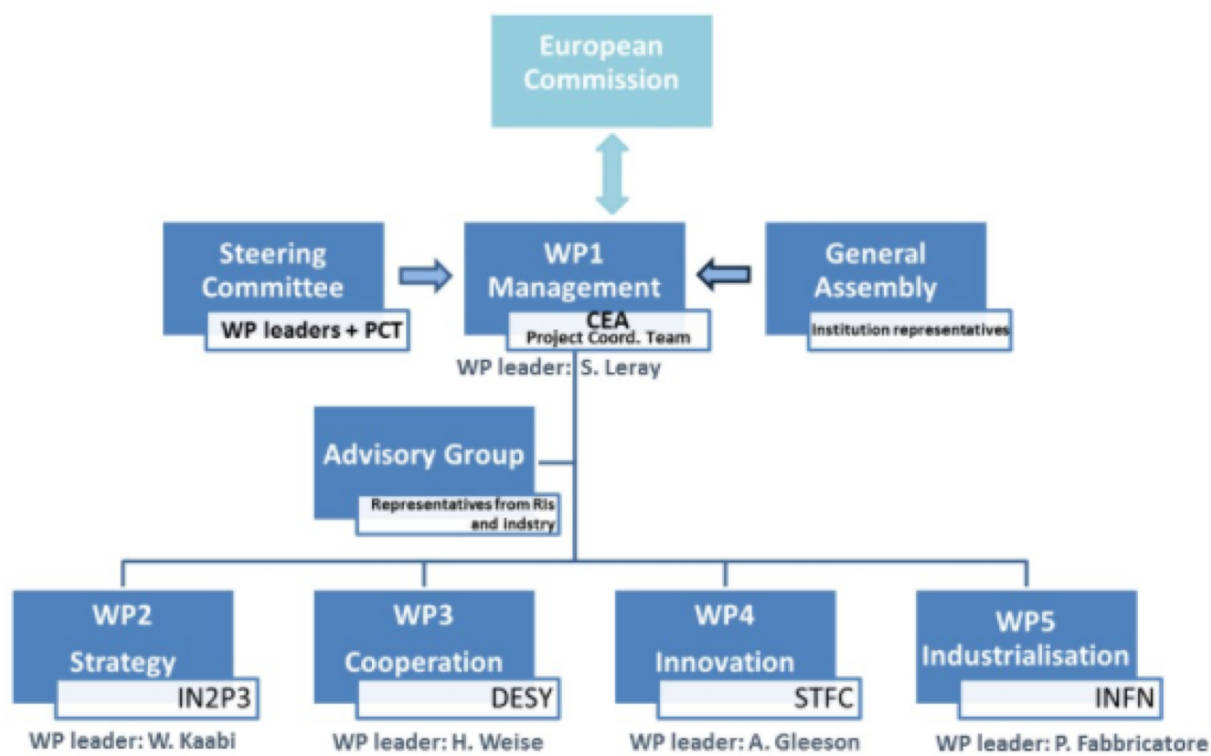 European
Commission
Steering
Committee
WP leaders + PCT
WP1
Management
CEA
Project Coord. Team
WP leader: S. Leray
General
Assembly
Institution representatives
Advisory Group
Representatives from RIs
and indstry
WP2
Strategy
IN2P3
WP leader: W. Kaabi
WP3
Cooperation
DESY
WP leader: H. Weise
WP4
Innovation
STFC
WP leader: A. Gleeson
WP5
Industrialisation
INFN
WP leader: P. Fabbricatore